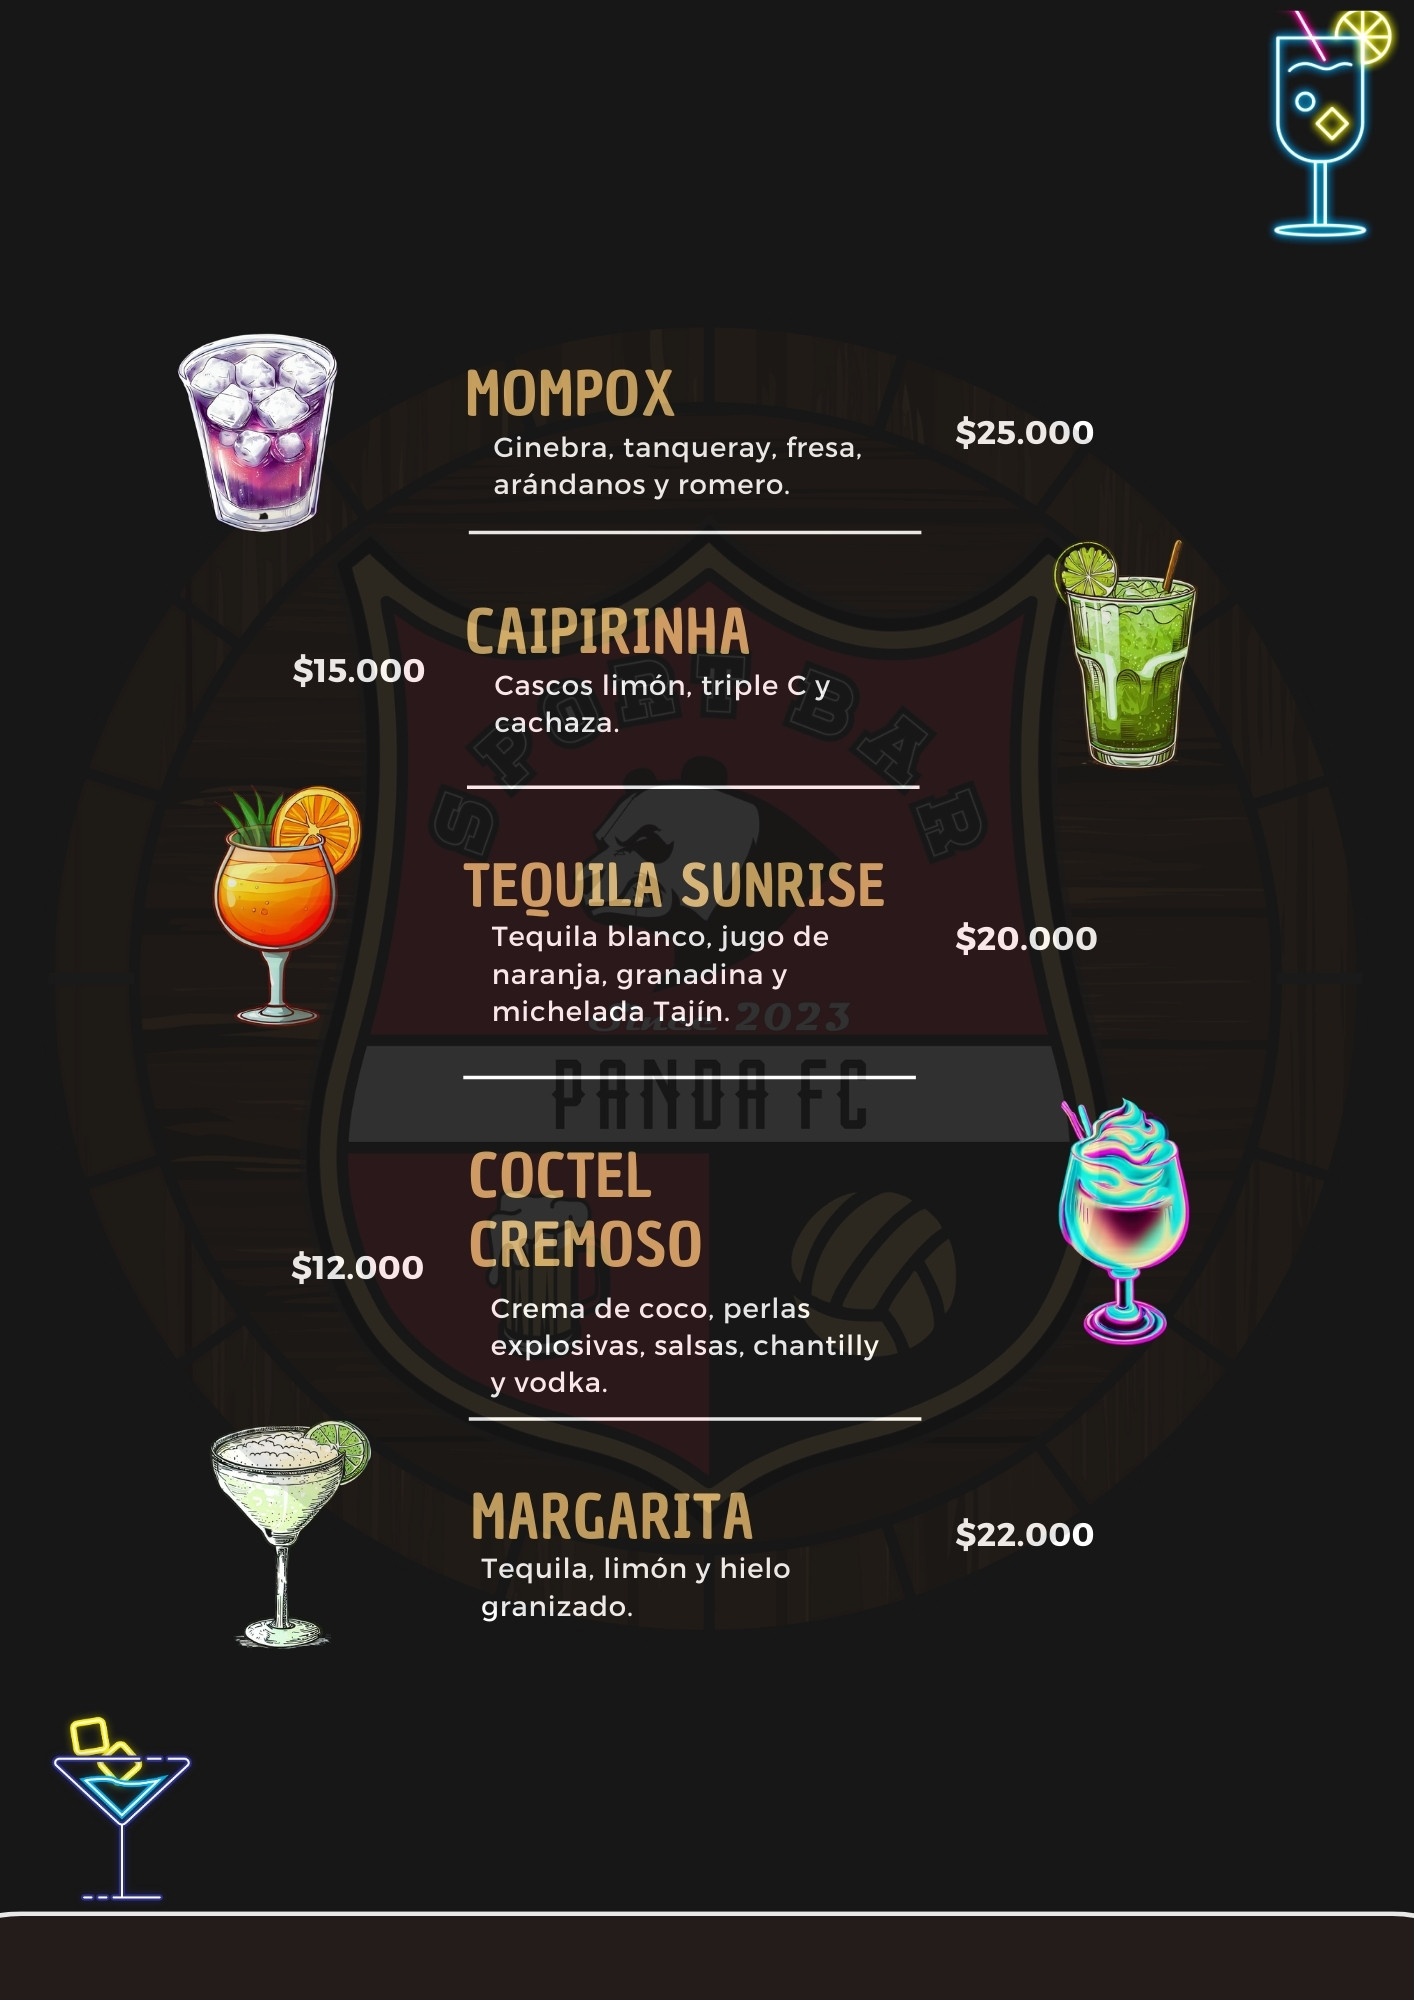 MOMPOX
Ginebra, tanqueray, fresa,
arándanos y romero.
$25.000
CAIPIRINHA
$15.000
Cascos limón, triple C y
cachaza.
TEQUILA SUNRISE
Tequila blanco, jugo de
naranja, granadina y
michelada Tajín.
$20.000
COCTEL
CREMOSO
$12.000
Crema de coco, perlas
explosivas, salsas, chantilly
y vodka.
MARGARITA
Tequila, limón y hielo
granizado.
$22.000
SPORT BAR
Since 2023
PANDA FC